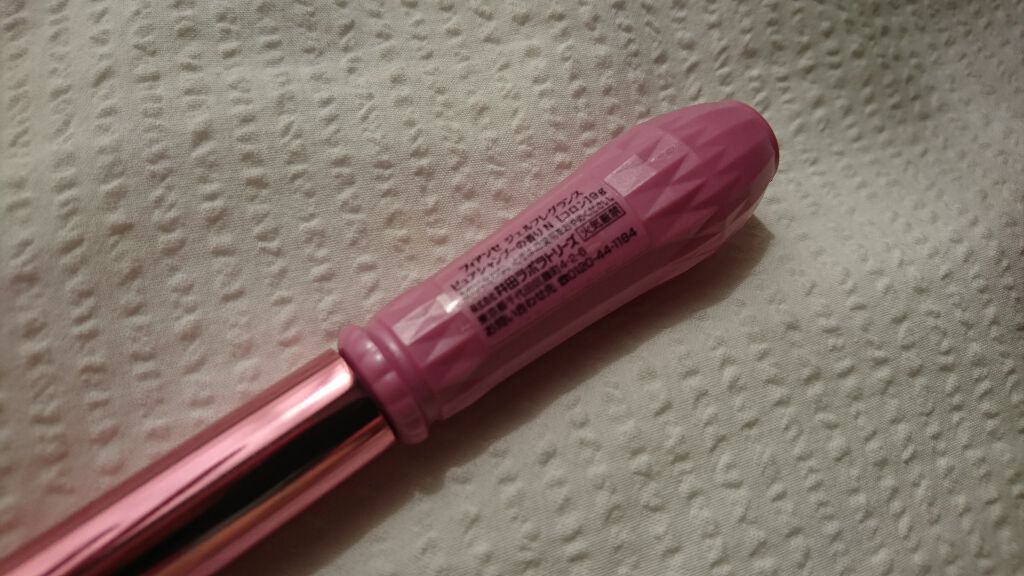 フィアンセ ジェルフレグランス
ピュアシャンプーの香り N [コロン]9g
発売元 井田ラボラトリーズ 火気厳禁
お問い合わせ先 0120-44-1184